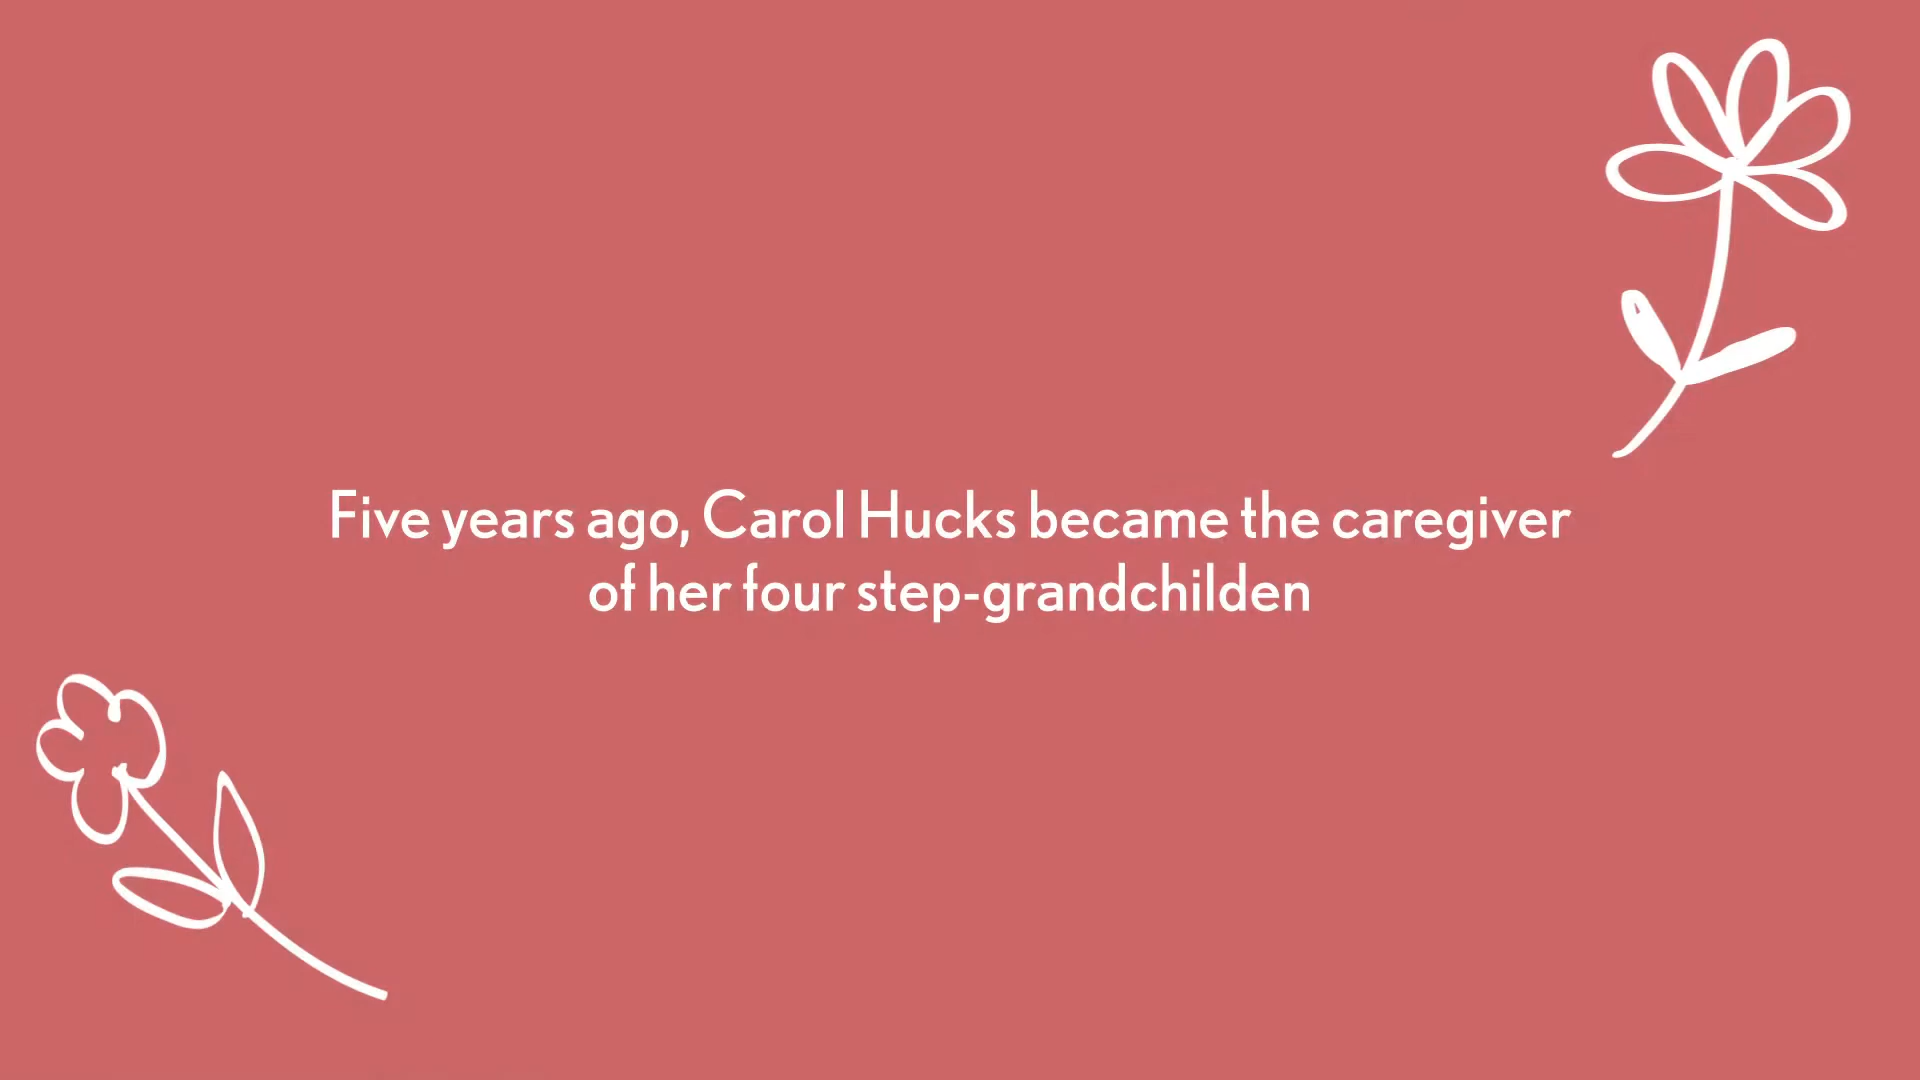 Five years ago, Carol Hucks became the caregiver
of her four step-grandchilden